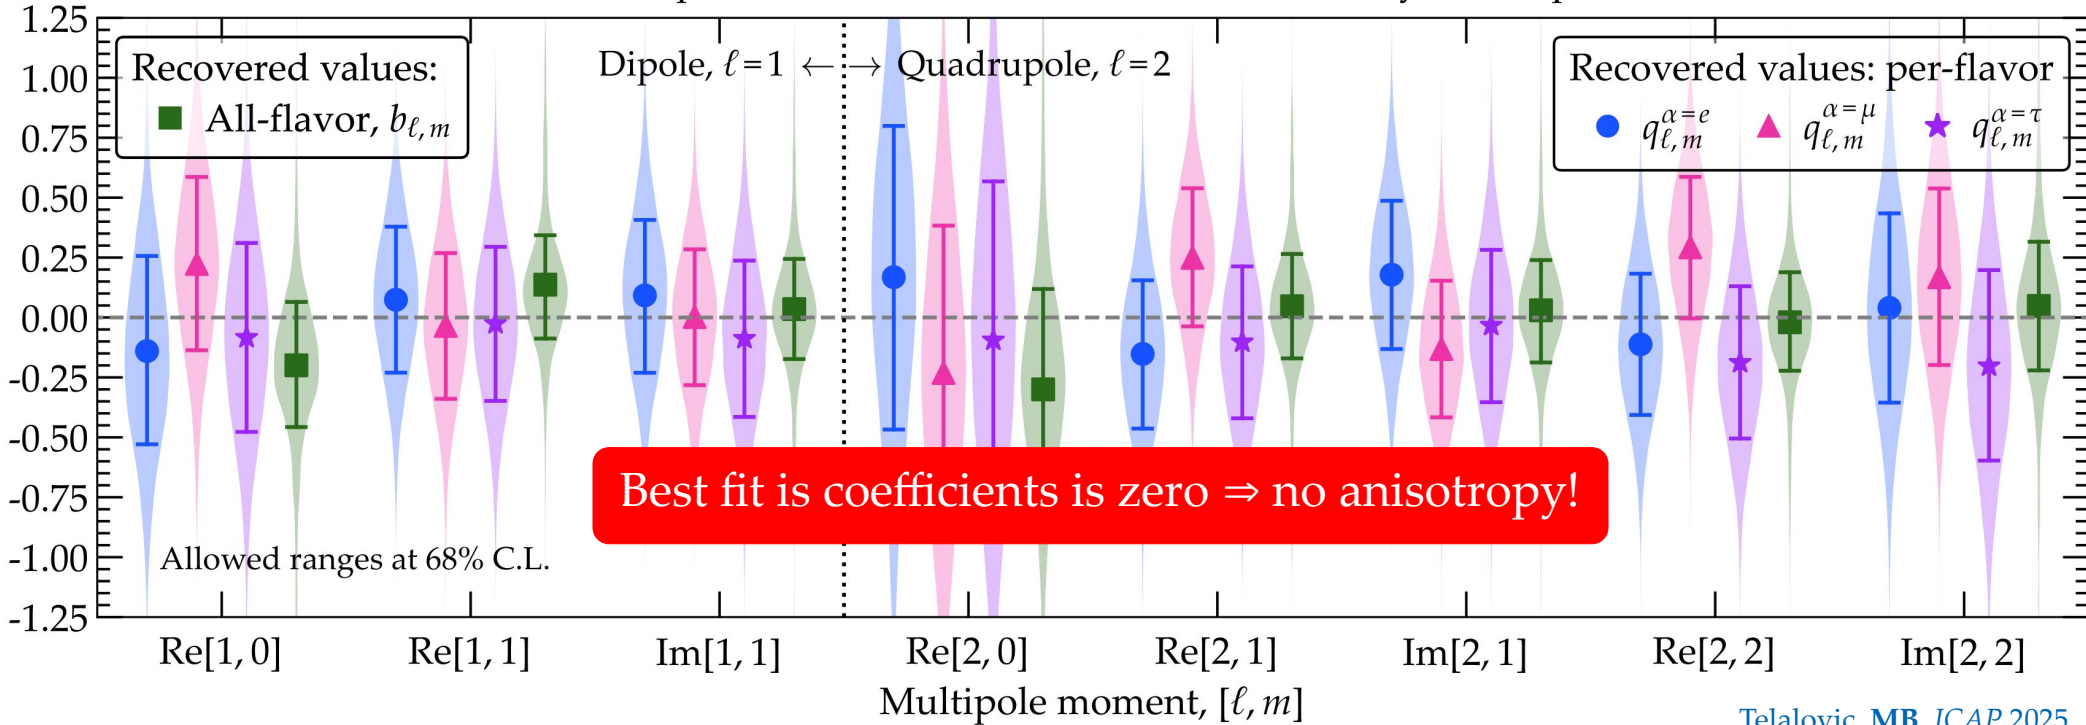 1.25
1.00
0.75
0.50
0.25
0.00
-0.25
-0.50
-0.75
-1.00
-1.25
Recovered values:
All-flavor, b_{ℓ, m}
Dipole, ℓ = 1 ← → Quadrupole, ℓ = 2
Recovered values: per-flavor
q_{ℓ, m}^{α = e} q_{ℓ, m}^{α = μ} q_{ℓ, m}^{α = τ}
Best fit is coefficients is zero ⇒ no anisotropy!
Allowed ranges at 68% C.L.
Re[1, 0] Re[1, 1] Im[1, 1] Re[2, 0] Re[2, 1] Im[2, 1] Re[2, 2] Im[2, 2]
Multipole moment, [ℓ, m]
Telalovic, MB, JCAP 2025